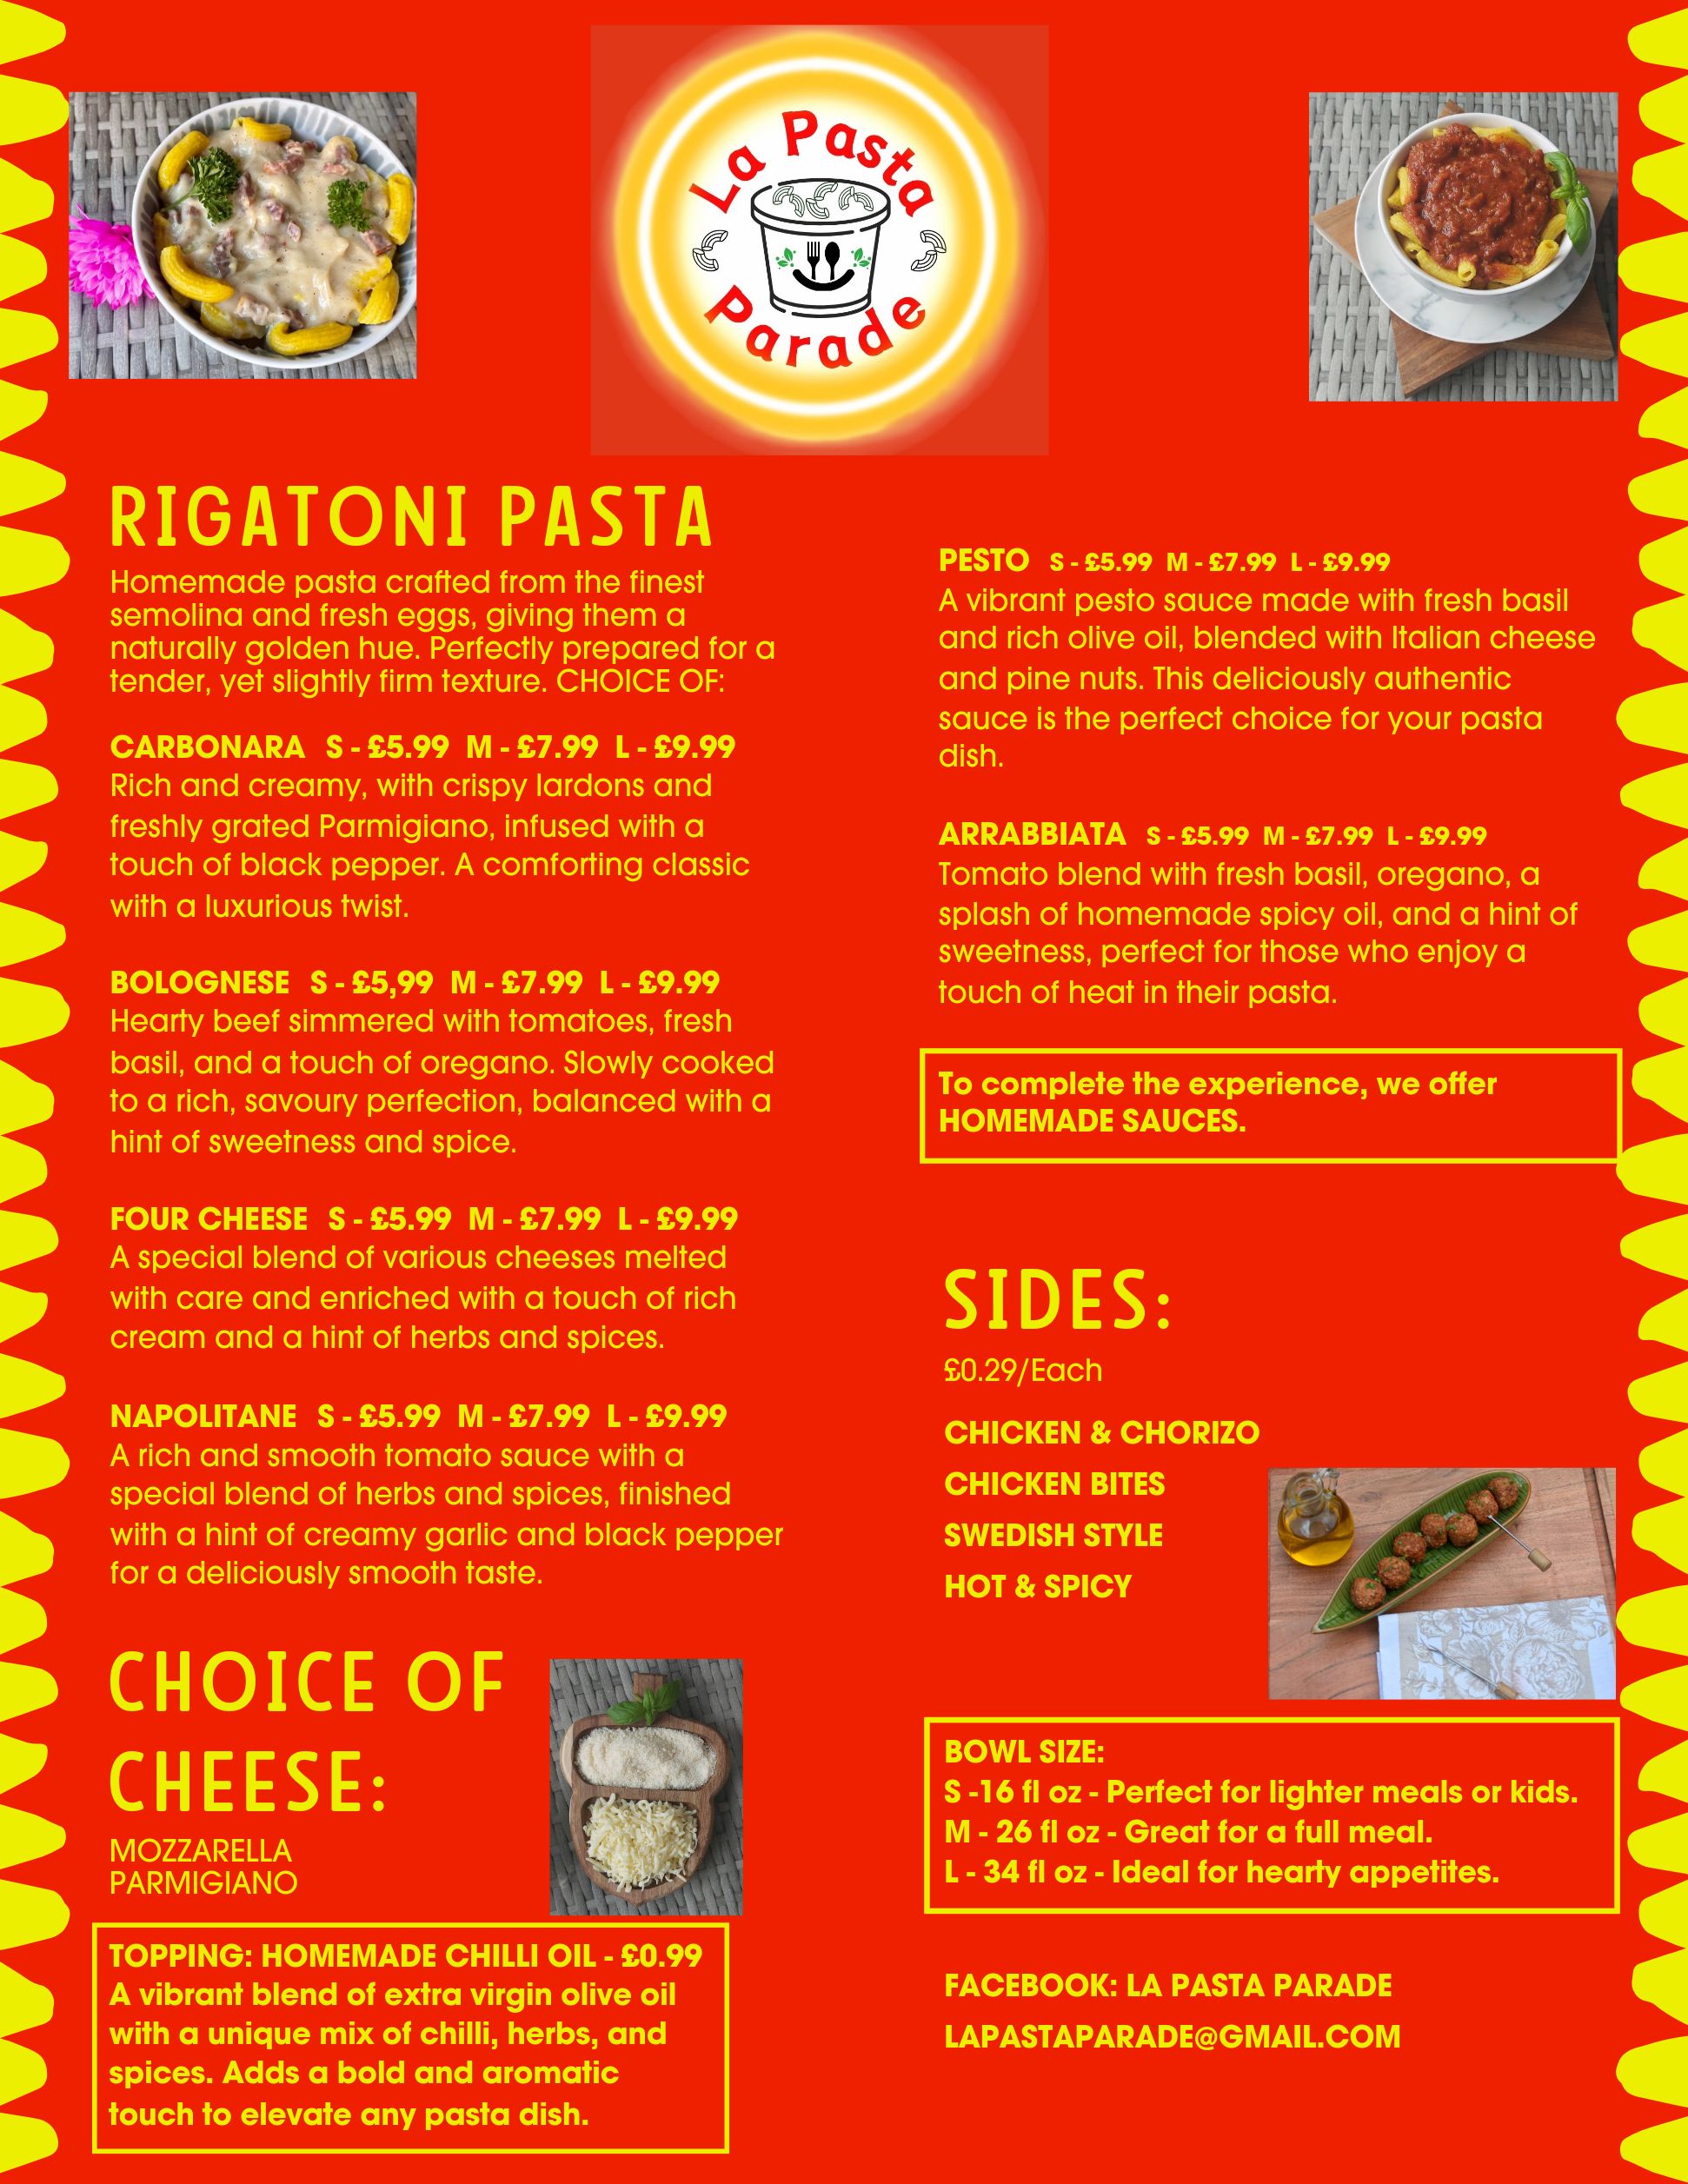 La Pasta
Parade
RIGATONI PASTA
Homemade pasta crafted from the finest
semolina and fresh eggs, giving them a
naturally golden hue. Perfectly prepared for a
tender, yet slightly firm texture. CHOICE OF:
CARBONARA S - £5.99 M - £7.99 L - £9.99
Rich and creamy, with crispy lardons and
freshly grated Parmigiano, infused with a
touch of black pepper. A comforting classic
with a luxurious twist.
BOLOGNESE S - £5,99 M - £7.99 L - £9.99
Hearty beef simmered with tomatoes, fresh
basil, and a touch of oregano. Slowly cooked
to a rich, savoury perfection, balanced with a
hint of sweetness and spice.
FOUR CHEESE S - £5.99 M - £7.99 L - £9.99
A special blend of various cheeses melted
with care and enriched with a touch of rich
cream and a hint of herbs and spices.
NAPOLITANE S - £5.99 M - £7.99 L - £9.99
A rich and smooth tomato sauce with a
special blend of herbs and spices, finished
with a hint of creamy garlic and black pepper
for a deliciously smooth taste.
CHOICE OF
CHEESE:
MOZZARELLA
PARMIGIANO
TOPPING: HOMEMADE CHILLI OIL - £0.99
A vibrant blend of extra virgin olive oil
with a unique mix of chilli, herbs, and
spices. Adds a bold and aromatic
touch to elevate any pasta dish.
PESTO S - £5.99 M - £7.99 L - £9.99
A vibrant pesto sauce made with fresh basil
and rich olive oil, blended with Italian cheese
and pine nuts. This deliciously authentic
sauce is the perfect choice for your pasta
dish.
ARRABBIATA S - £5.99 M - £7.99 L - £9.99
Tomato blend with fresh basil, oregano, a
splash of homemade spicy oil, and a hint of
sweetness, perfect for those who enjoy a
touch of heat in their pasta.
To complete the experience, we offer
HOMEMADE SAUCES.
SIDES:
£0.29/Each
CHICKEN & CHORIZO
CHICKEN BITES
SWEDISH STYLE
HOT & SPICY
BOWL SIZE:
S -16 fl oz - Perfect for lighter meals or kids.
M - 26 fl oz - Great for a full meal.
L - 34 fl oz - Ideal for hearty appetites.
FACEBOOK: LA PASTA PARADE
LAPASTAPARADE@GMAIL.COM